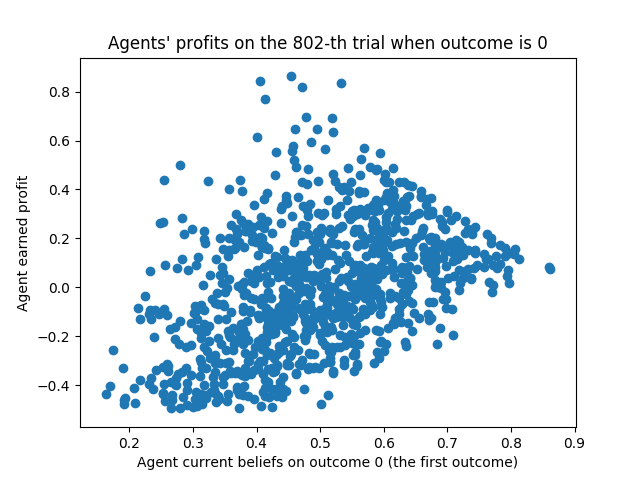 Agents' profits on the 802-th trial when outcome is 0
0.8
0.6
0.4
0.2
0.0
−0.2
−0.4
Agent earned profit
0.2 0.3 0.4 0.5 0.6 0.7 0.8 0.9
Agent current beliefs on outcome 0 (the first outcome)